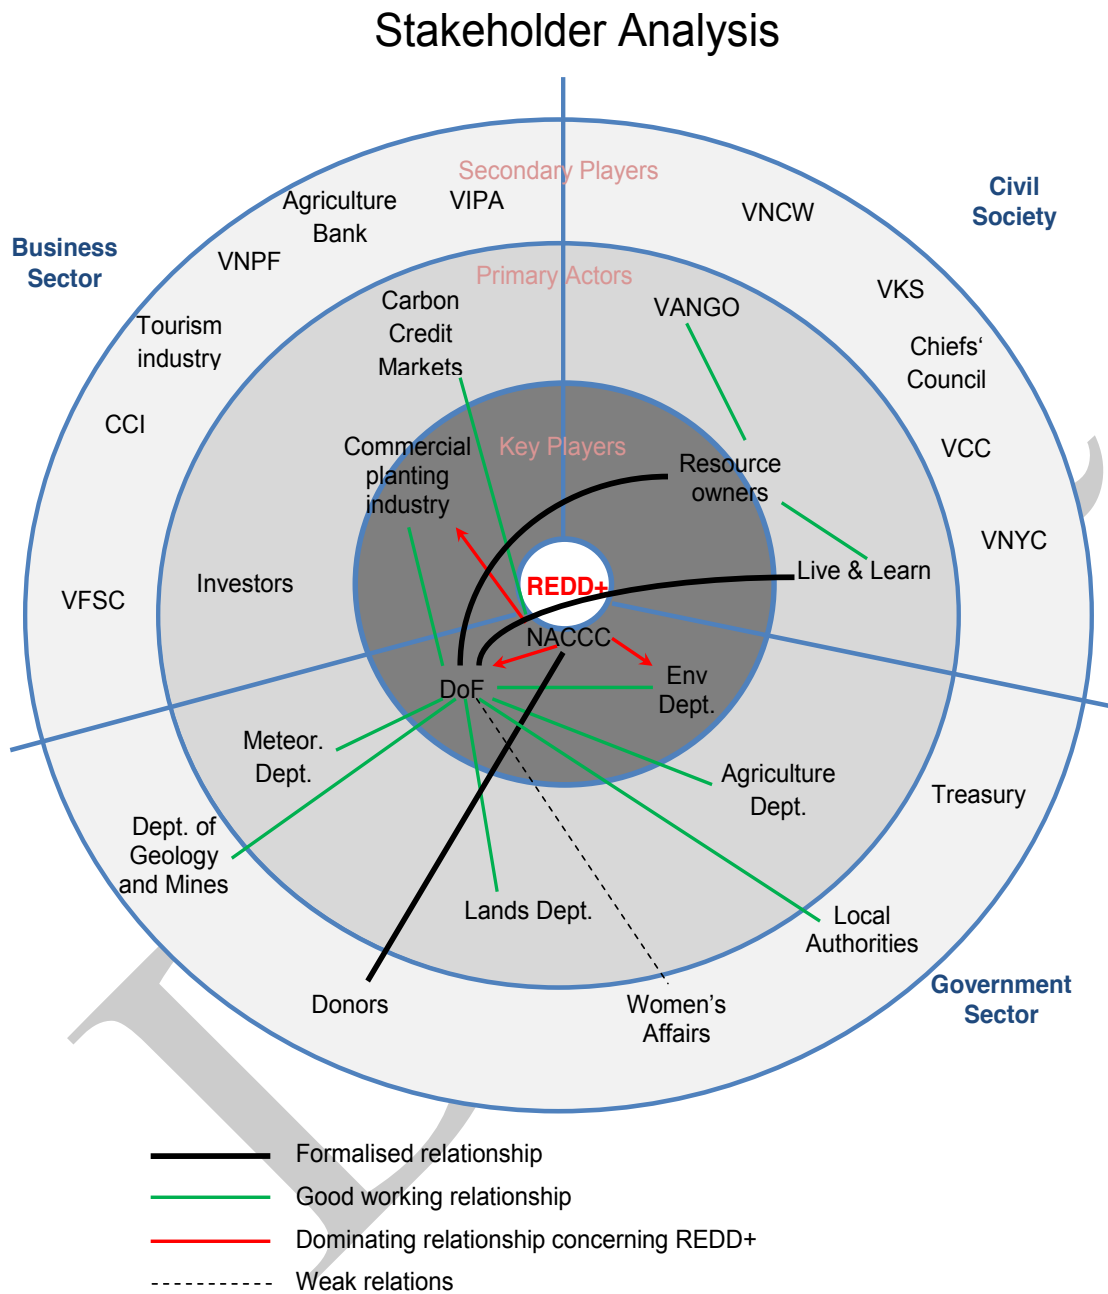 Stakeholder Analysis
Secondary Players
Civil
Society
Business
Sector
Agriculture
Bank
VIPA
VNCW
VNPF
Primary Actors
Carbon
Credit
Markets
VANGO
VKS
Tourism
industry
Chiefs‘
Council
CCI
Commercial
planting
industry
Key Players
Resource
owners
VCC
VNYC
VFSC
Investors
REDD+
Live & Learn
NACCC
DoF
Env
Dept.
Meteor.
Dept.
Agriculture
Dept.
Treasury
Dept. of
Geology
and Mines
Lands Dept.
Local
Authorities
Donors
Women’s
Affairs
Government
Sector
Formalised relationship
Good working relationship
Dominating relationship concerning REDD+
Weak relations